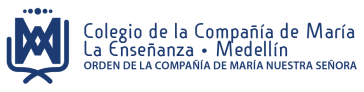 Colegio de la Compañía de María
La Enseñanza • Medellín
ORDEN DE LA COMPAÑÍA DE MARÍA NUESTRA SEÑORA